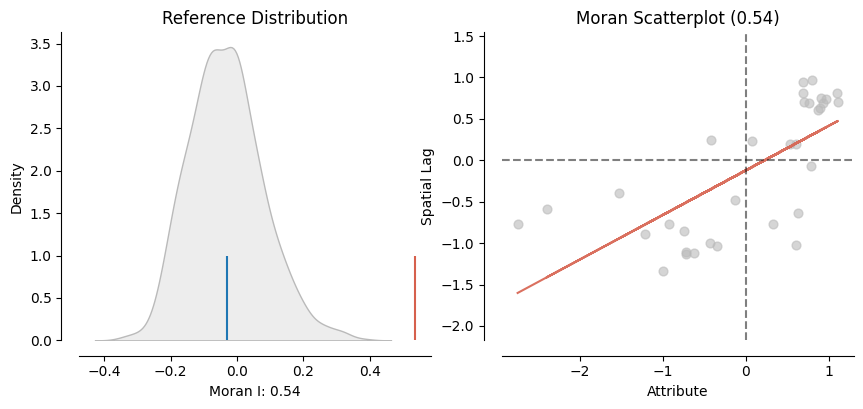 Reference Distribution
3.5
3.0
2.5
2.0
1.5
1.0
0.5
0.0
Density
−0.4 −0.2 0.0 0.2 0.4
Moran I: 0.54
Moran Scatterplot (0.54)
1.5
1.0
0.5
0.0
−0.5
−1.0
−1.5
−2.0
Spatial Lag
−2 −1 0 1
Attribute